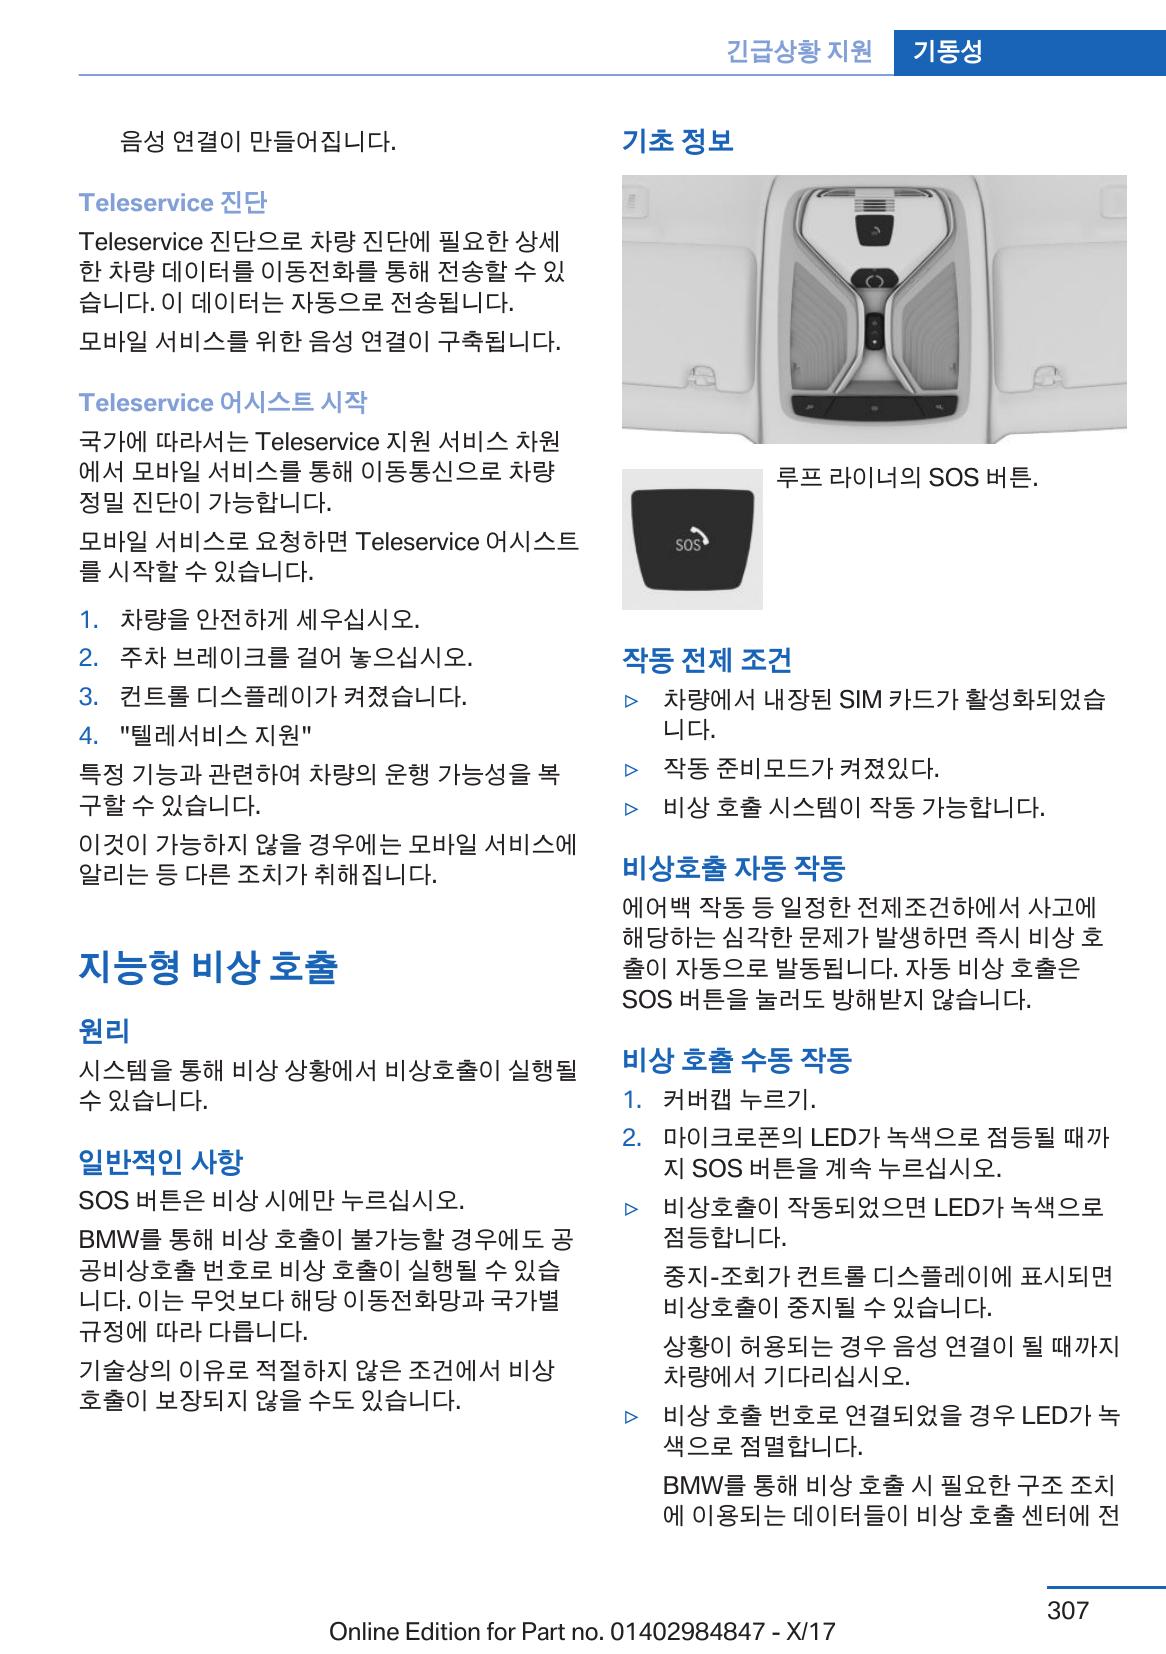 긴급상황 지원 기동성
음성 연결이 만들어집니다.
Teleservice 진단
Teleservice 진단으로 차량 진단에 필요한 상세
한 차량 데이터를 이동전화를 통해 전송할 수 있
습니다. 이 데이터는 자동으로 전송됩니다.
모바일 서비스를 위한 음성 연결이 구축됩니다.
Teleservice 어시스트 시작
국가에 따라서는 Teleservice 지원 서비스 차원
에서 모바일 서비스를 통해 이동통신으로 차량
정밀 진단이 가능합니다.
모바일 서비스로 요청하면 Teleservice 어시스트
를 시작할 수 있습니다.
1. 차량을 안전하게 세우십시오.
2. 주차 브레이크를 걸어 놓으십시오.
3. 컨트롤 디스플레이가 켜졌습니다.
4. "텔레서비스 지원"
특정 기능과 관련하여 차량의 운행 가능성을 복
구할 수 있습니다.
이것이 가능하지 않을 경우에는 모바일 서비스에
알리는 등 다른 조치가 취해집니다.
지능형 비상 호출
원리
시스템을 통해 비상 상황에서 비상호출이 실행될
수 있습니다.
일반적인 사항
SOS 버튼은 비상 시에만 누르십시오.
BMW를 통해 비상 호출이 불가능할 경우에도 공
공비상호출 번호로 비상 호출이 실행될 수 있습
니다. 이는 무엇보다 해당 이동전화망과 국가별
규정에 따라 다릅니다.
기술상의 이유로 적절하지 않은 조건에서 비상
호출이 보장되지 않을 수도 있습니다.
기초 정보
루프 라이너의 SOS 버튼.
SOS
작동 전제 조건
▷ 차량에서 내장된 SIM 카드가 활성화되었습
니다.
▷ 작동 준비모드가 켜졌있다.
▷ 비상 호출 시스템이 작동 가능합니다.
비상호출 자동 작동
에어백 작동 등 일정한 전제조건하에서 사고에
해당하는 심각한 문제가 발생하면 즉시 비상 호
출이 자동으로 발동됩니다. 자동 비상 호출은
SOS 버튼을 눌러도 방해받지 않습니다.
비상 호출 수동 작동
1. 커버캡 누르기.
2. 마이크로폰의 LED가 녹색으로 점등될 때까
지 SOS 버튼을 계속 누르십시오.
▷ 비상호출이 작동되었으면 LED가 녹색으로
점등합니다.
중지-조회가 컨트롤 디스플레이에 표시되면
비상호출이 중지될 수 있습니다.
상황이 허용되는 경우 음성 연결이 될 때까지
차량에서 기다리십시오.
▷ 비상 호출 번호로 연결되었을 경우 LED가 녹
색으로 점멸합니다.
BMW를 통해 비상 호출 시 필요한 구조 조치
에 이용되는 데이터들이 비상 호출 센터에 전
307
Online Edition for Part no. 01402984847 - X/17